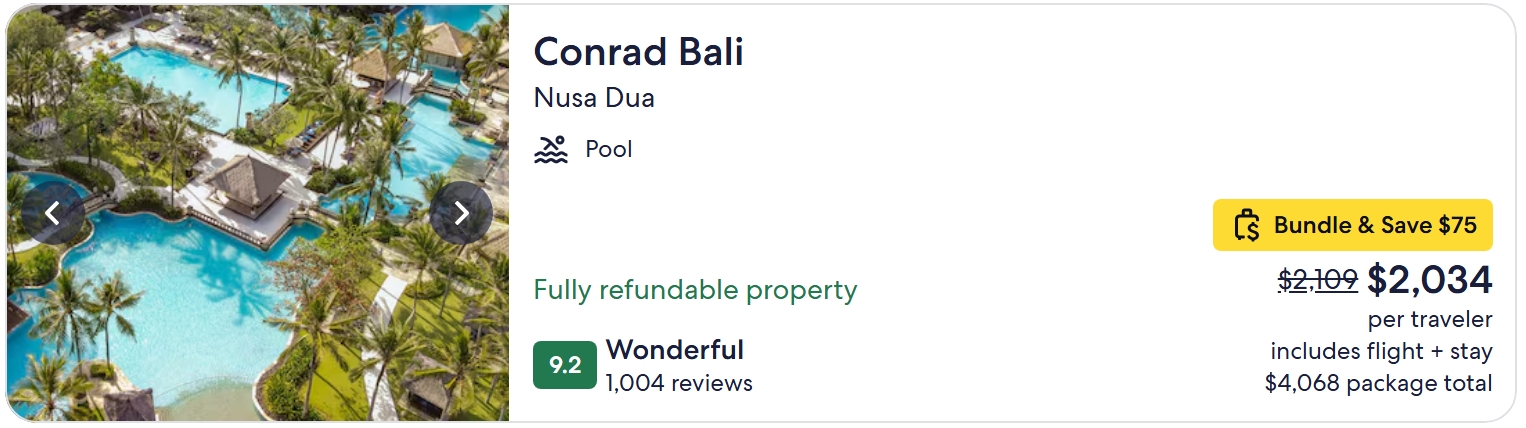 Conrad Bali
Nusa Dua
Pool
Fully refundable property
9.2
Wonderful
1,004 reviews
Bundle & Save $75
$2,109 $2,034
per traveler
includes flight + stay
$4,068 package total